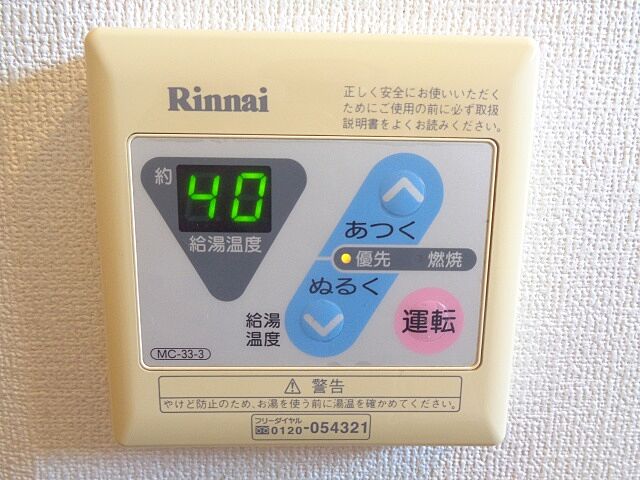 Rinnai
正しく安全にお使いいただく
ためにご使用の前に必ず取扱
説明書をよくお読みください。
約
40
給湯温度
あつく
優先 燃焼
ぬるく
給湯
温度
運転
MC-33-3
⚠ 警告
やけど防止のため、お湯を使う前に湯温を確かめてください。
フリーダイヤル
0120-054321